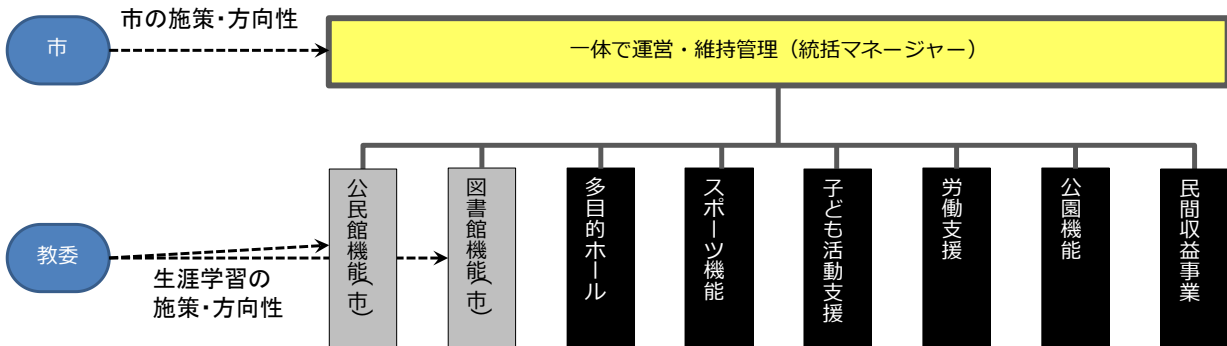 市の施策・方向性
市
一体で運営・維持管理（統括マネージャー）
公民館機能（市）
図書館機能（市）
多目的ホール
スポーツ機能
子ども活動支援
労働支援
公園機能
民間収益事業
教委
生涯学習の
施策・方向性